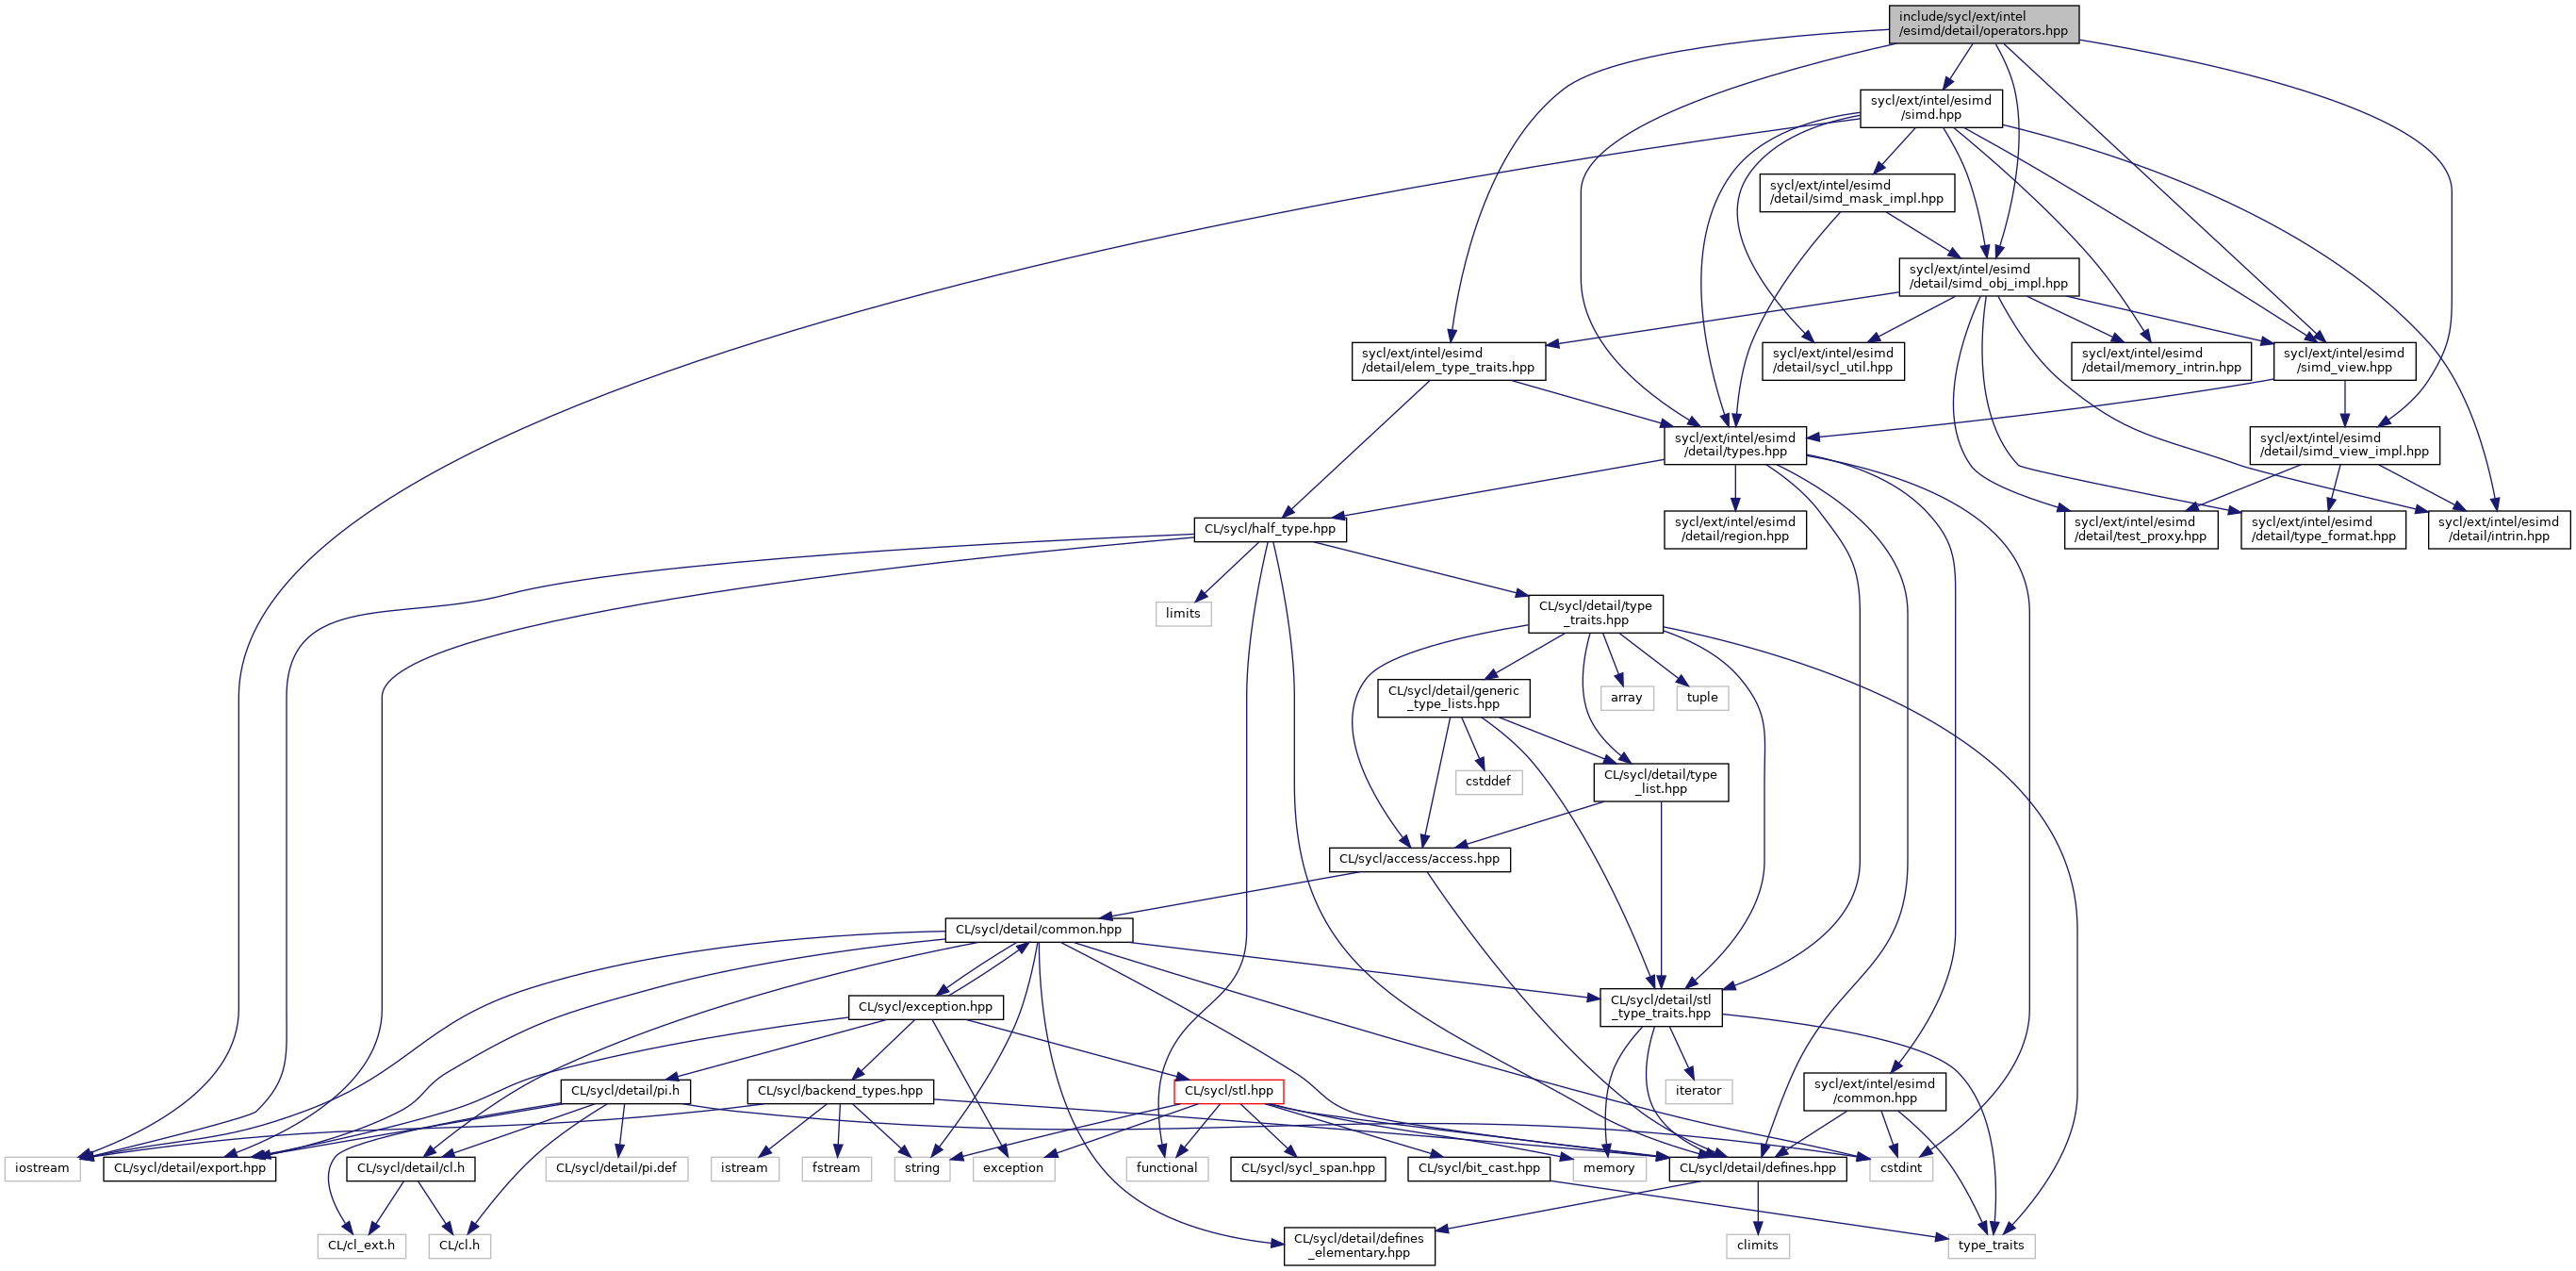 include/sycl/ext/intel
/esimd/detail/operators.hpp
sycl/ext/intel/esimd
/simd.hpp
sycl/ext/intel/esimd
/detail/simd_mask_impl.hpp
sycl/ext/intel/esimd
/detail/simd_obj_impl.hpp
sycl/ext/intel/esimd
/detail/elem_type_traits.hpp
sycl/ext/intel/esimd
/detail/sycl_util.hpp
sycl/ext/intel/esimd
/detail/memory_intrin.hpp
sycl/ext/intel/esimd
/simd_view.hpp
sycl/ext/intel/esimd
/detail/types.hpp
sycl/ext/intel/esimd
/detail/simd_view_impl.hpp
CL/sycl/half_type.hpp
sycl/ext/intel/esimd
/detail/region.hpp
sycl/ext/intel/esimd
/detail/test_proxy.hpp
sycl/ext/intel/esimd
/detail/type_format.hpp
sycl/ext/intel/esimd
/detail/intrin.hpp
limits
CL/sycl/detail/type
_traits.hpp
CL/sycl/detail/generic
_type_lists.hpp
array
tuple
cstddef
CL/sycl/detail/type
_list.hpp
CL/sycl/access/access.hpp
CL/sycl/detail/common.hpp
CL/sycl/exception.hpp
CL/sycl/detail/stl
_type_traits.hpp
CL/sycl/detail/pi.h
CL/sycl/backend_types.hpp
CL/sycl/stl.hpp
iterator
sycl/ext/intel/esimd
/common.hpp
iostream
CL/sycl/detail/export.hpp
CL/sycl/detail/cl.h
CL/sycl/detail/pi.def
istream
fstream
string
exception
functional
CL/sycl/sycl_span.hpp
CL/sycl/bit_cast.hpp
memory
CL/sycl/detail/defines.hpp
cstdint
CL/cl_ext.h
CL/cl.h
CL/sycl/detail/defines
_elementary.hpp
climits
type_traits